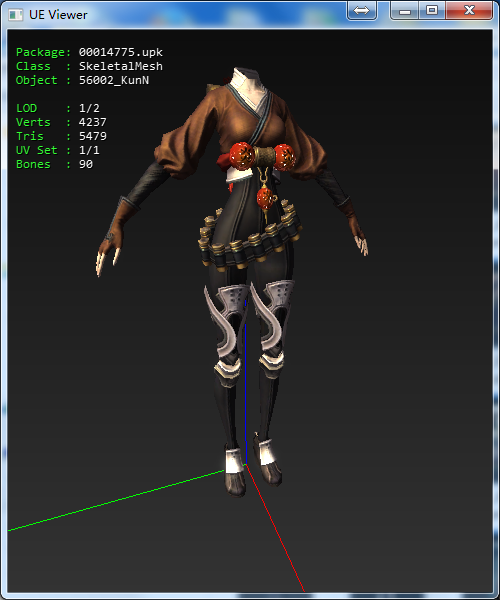 UE Viewer
Package: 00014775.upk
Class : SkeletalMesh
Object : 56002_KunN
LOD : 1/2
Verts : 4237
Tris : 5479
UV Set : 1/1
Bones : 90